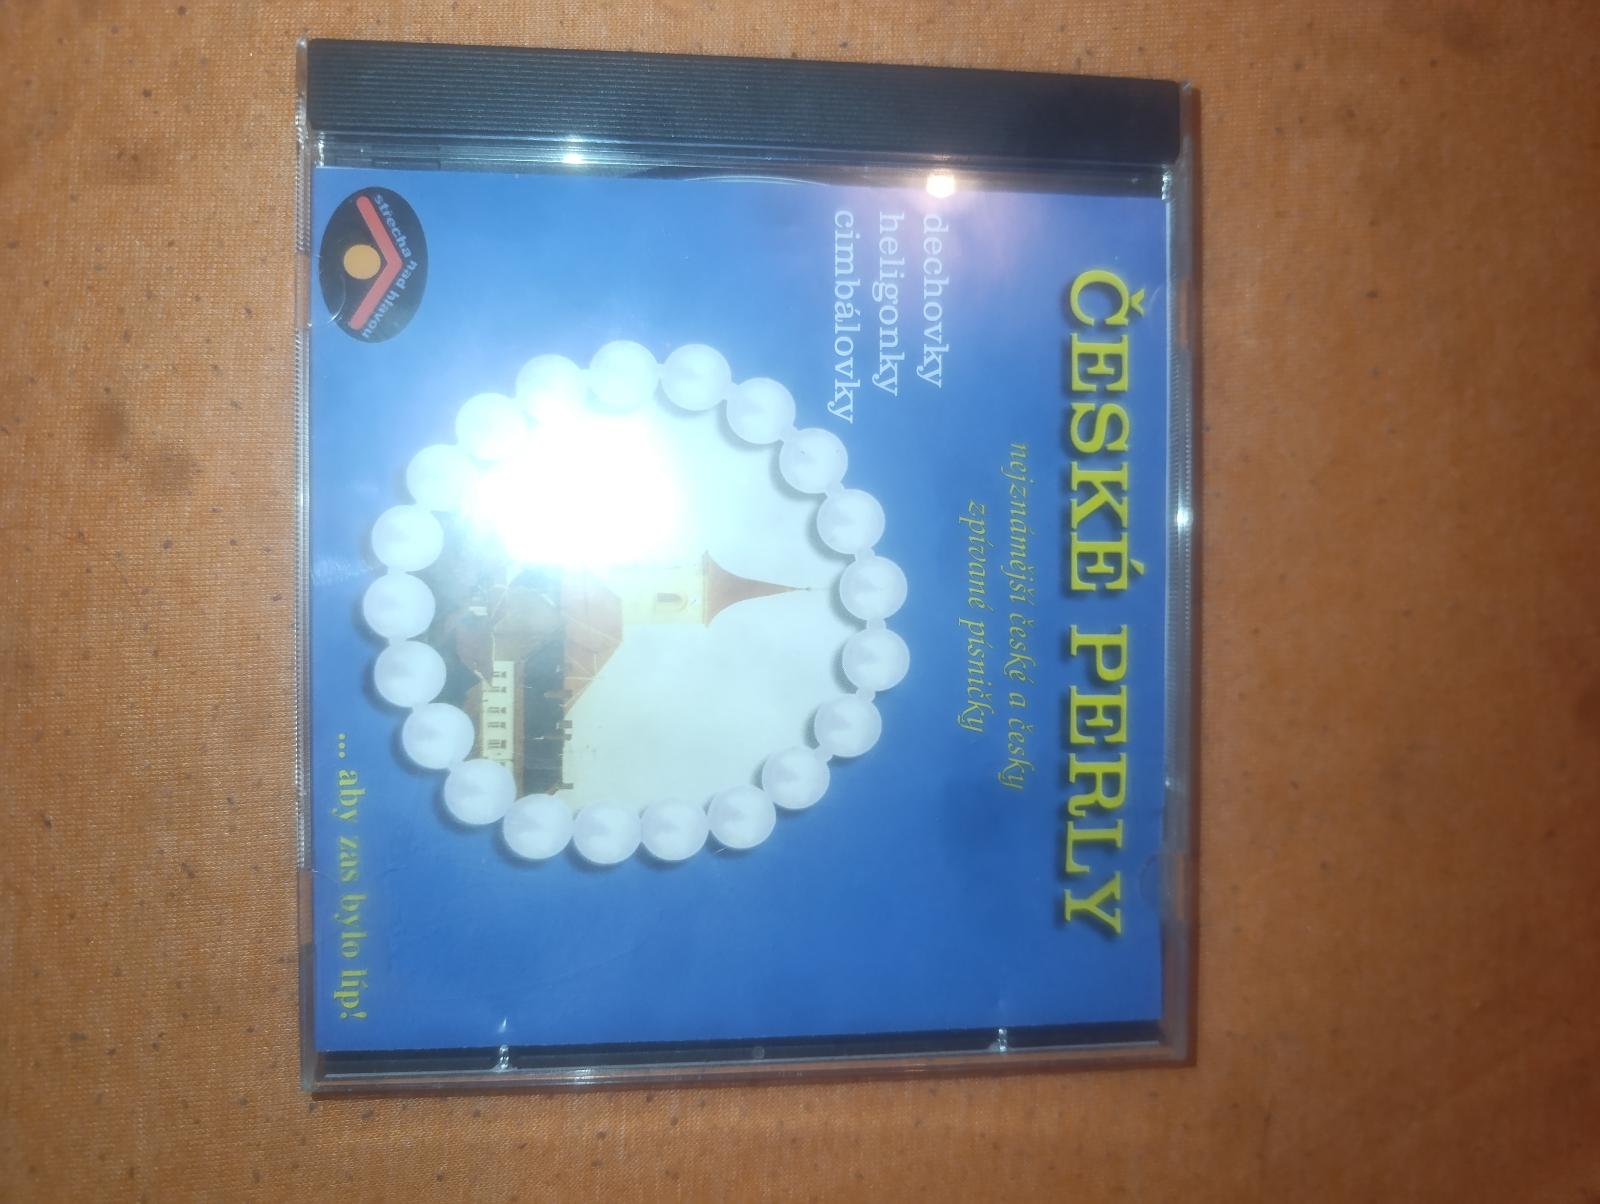 ČESKÉ PERLY
nejznámější české a česky
zpívané písničky
dechovky
heligonky
cimbálovky
střecha nad hlavou
... aby zas bylo líp!